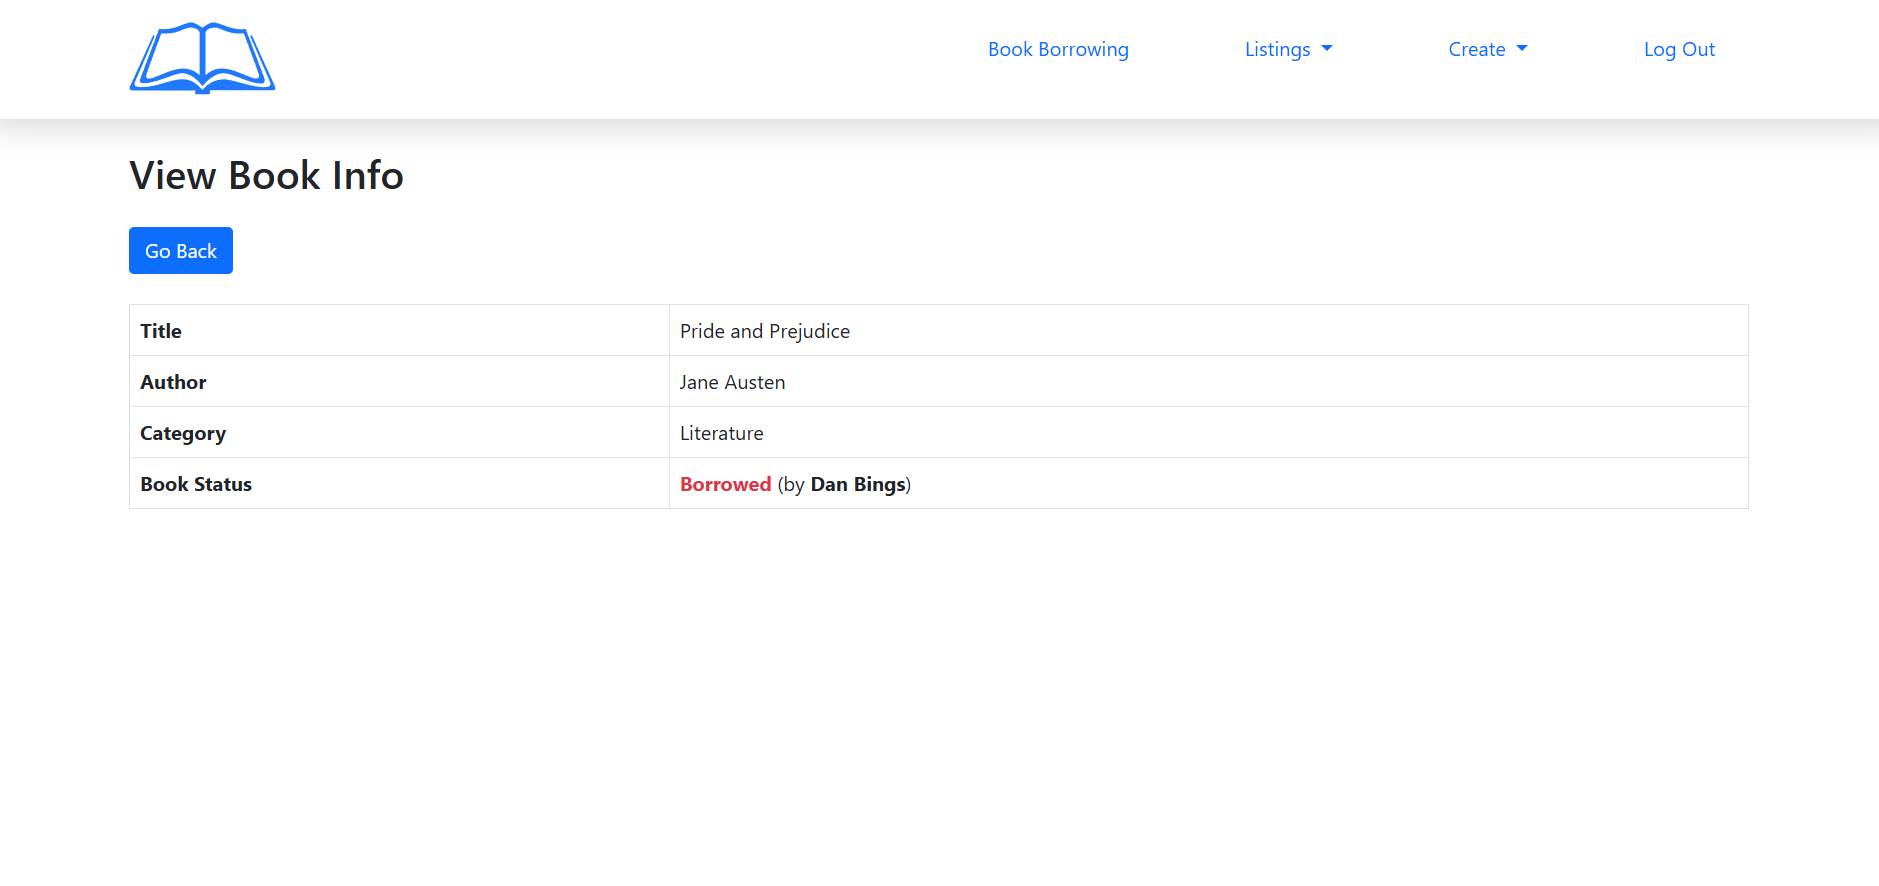 Book Borrowing Listings Create Log Out
View Book Info
Go Back
Title Pride and Prejudice
Author Jane Austen
Category Literature
Book Status Borrowed (by Dan Bings)